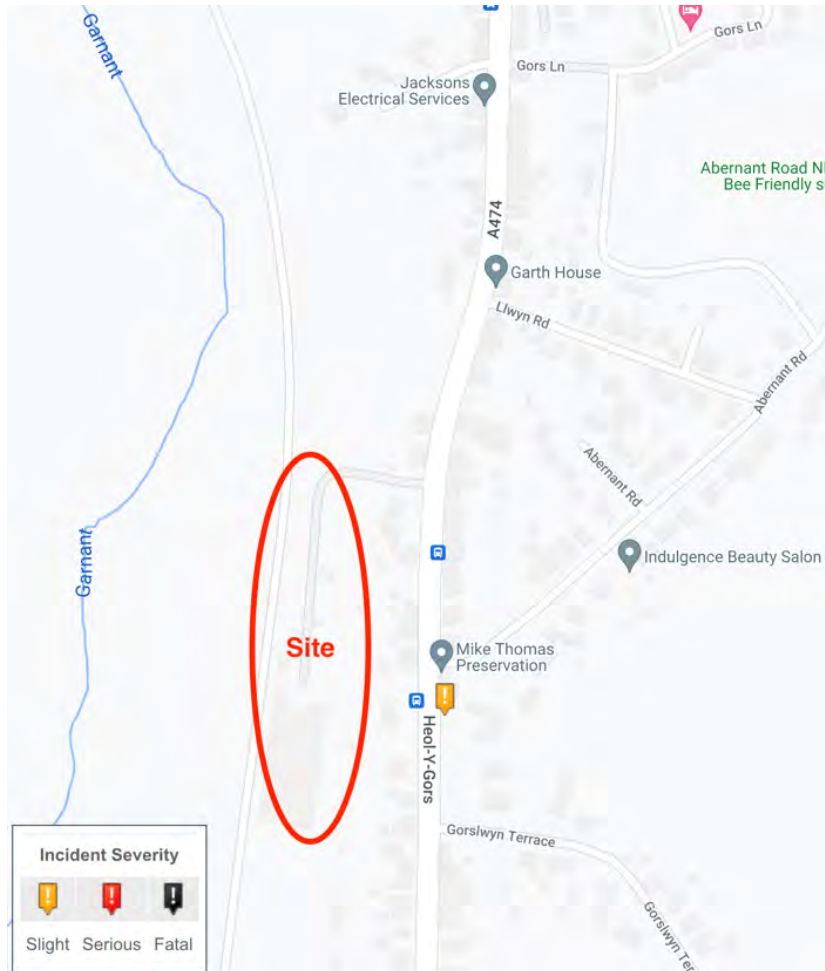 Garnant
Jacksons
Electrical Services
Gors Ln
Gors Ln
Abernant Road N
Bee Friendly s
A474
Garth House
Llwyn Rd
Abernant Rd
Abernant Rd
Garnant
Indulgence Beauty Salon
Site
Mike Thomas
Preservation
Heol-Y-Gors
Gorslwyn Terrace
Gorslwyn Terr
Incident Severity
Slight Serious Fatal